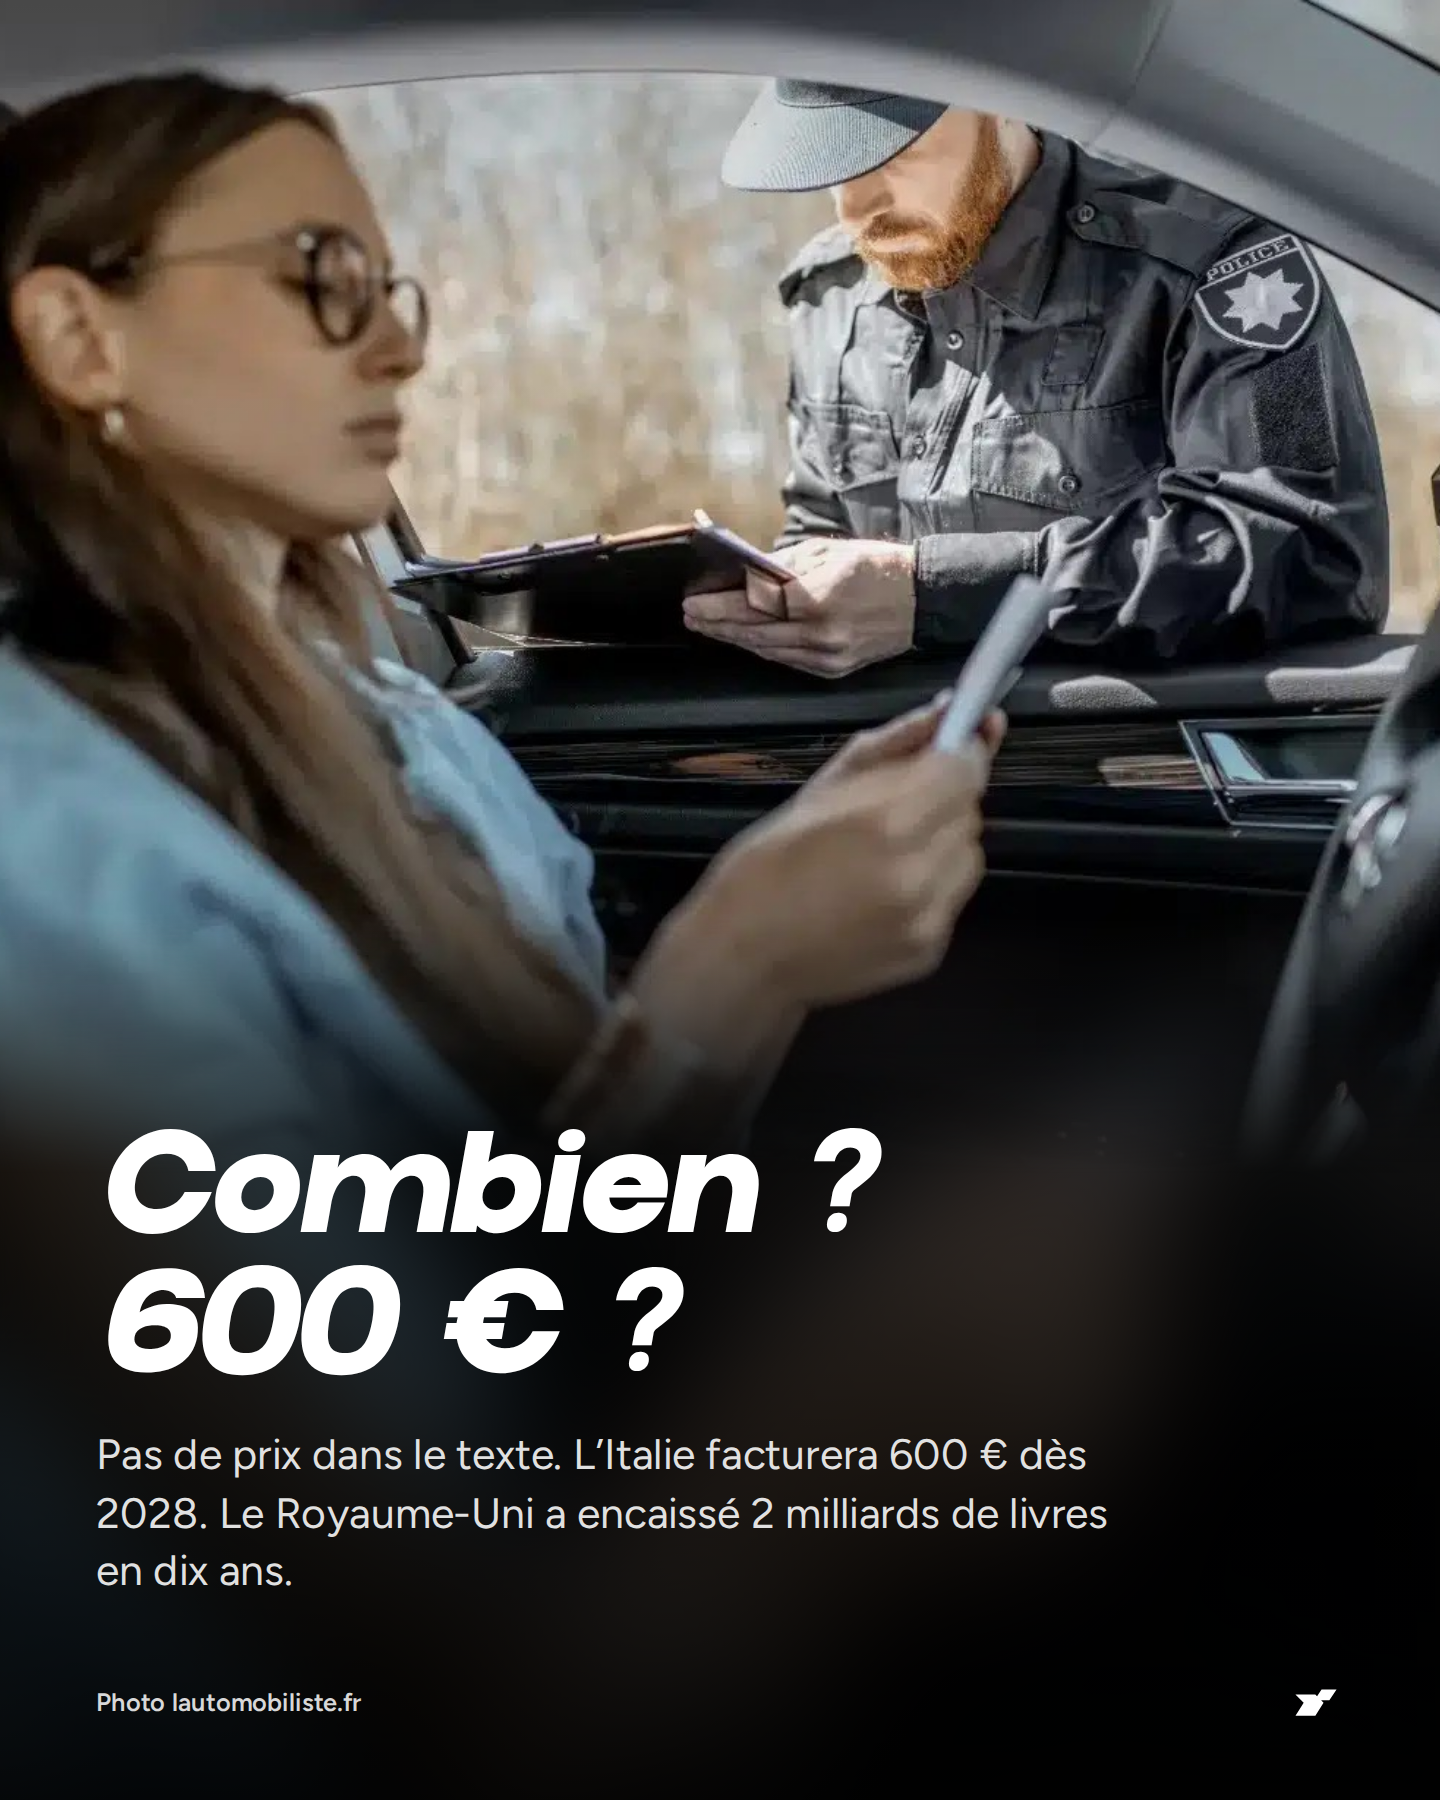 POLICE
Combien ?
600 € ?
Pas de prix dans le texte. L’Italie facturera 600 € dès
2028. Le Royaume-Uni a encaissé 2 milliards de livres
en dix ans.
Photo lautomobiliste.fr